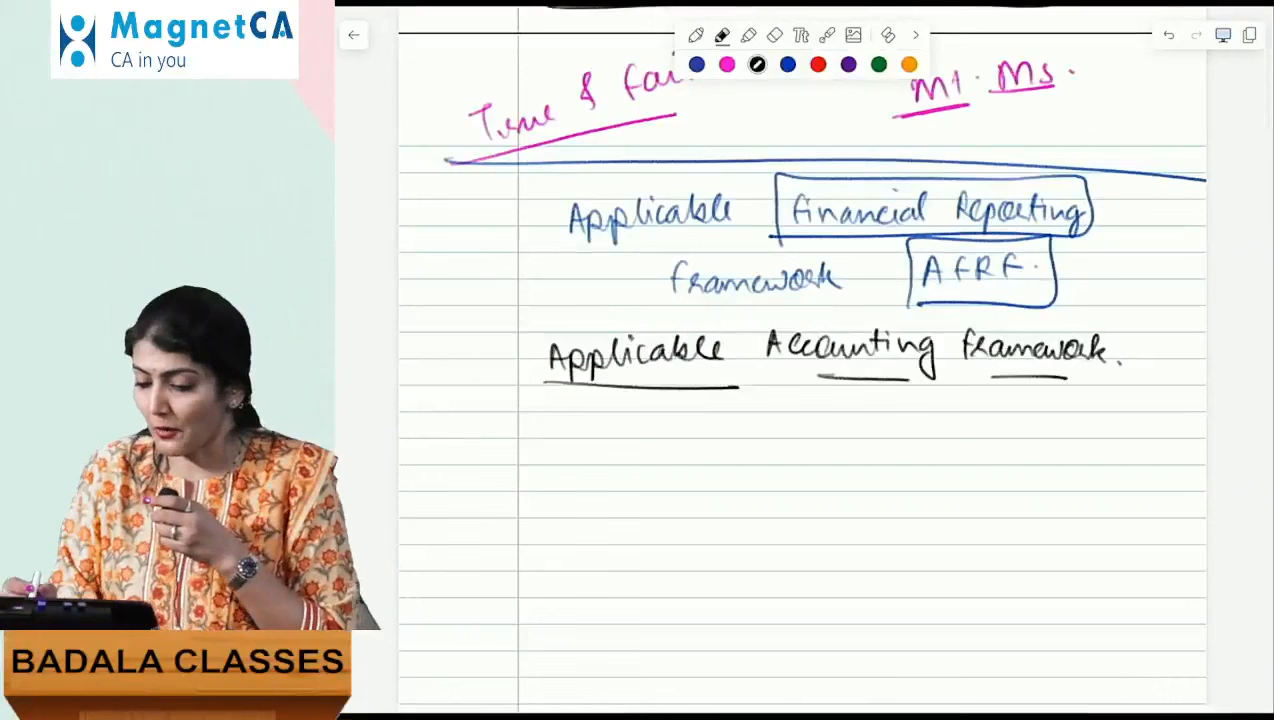 MagnetCA
CA in you
True & Fai
M1. Ms.
Applicable Financial Reporting
framework AFRF.
Applicable Accounting framework.
BADALA CLASSES